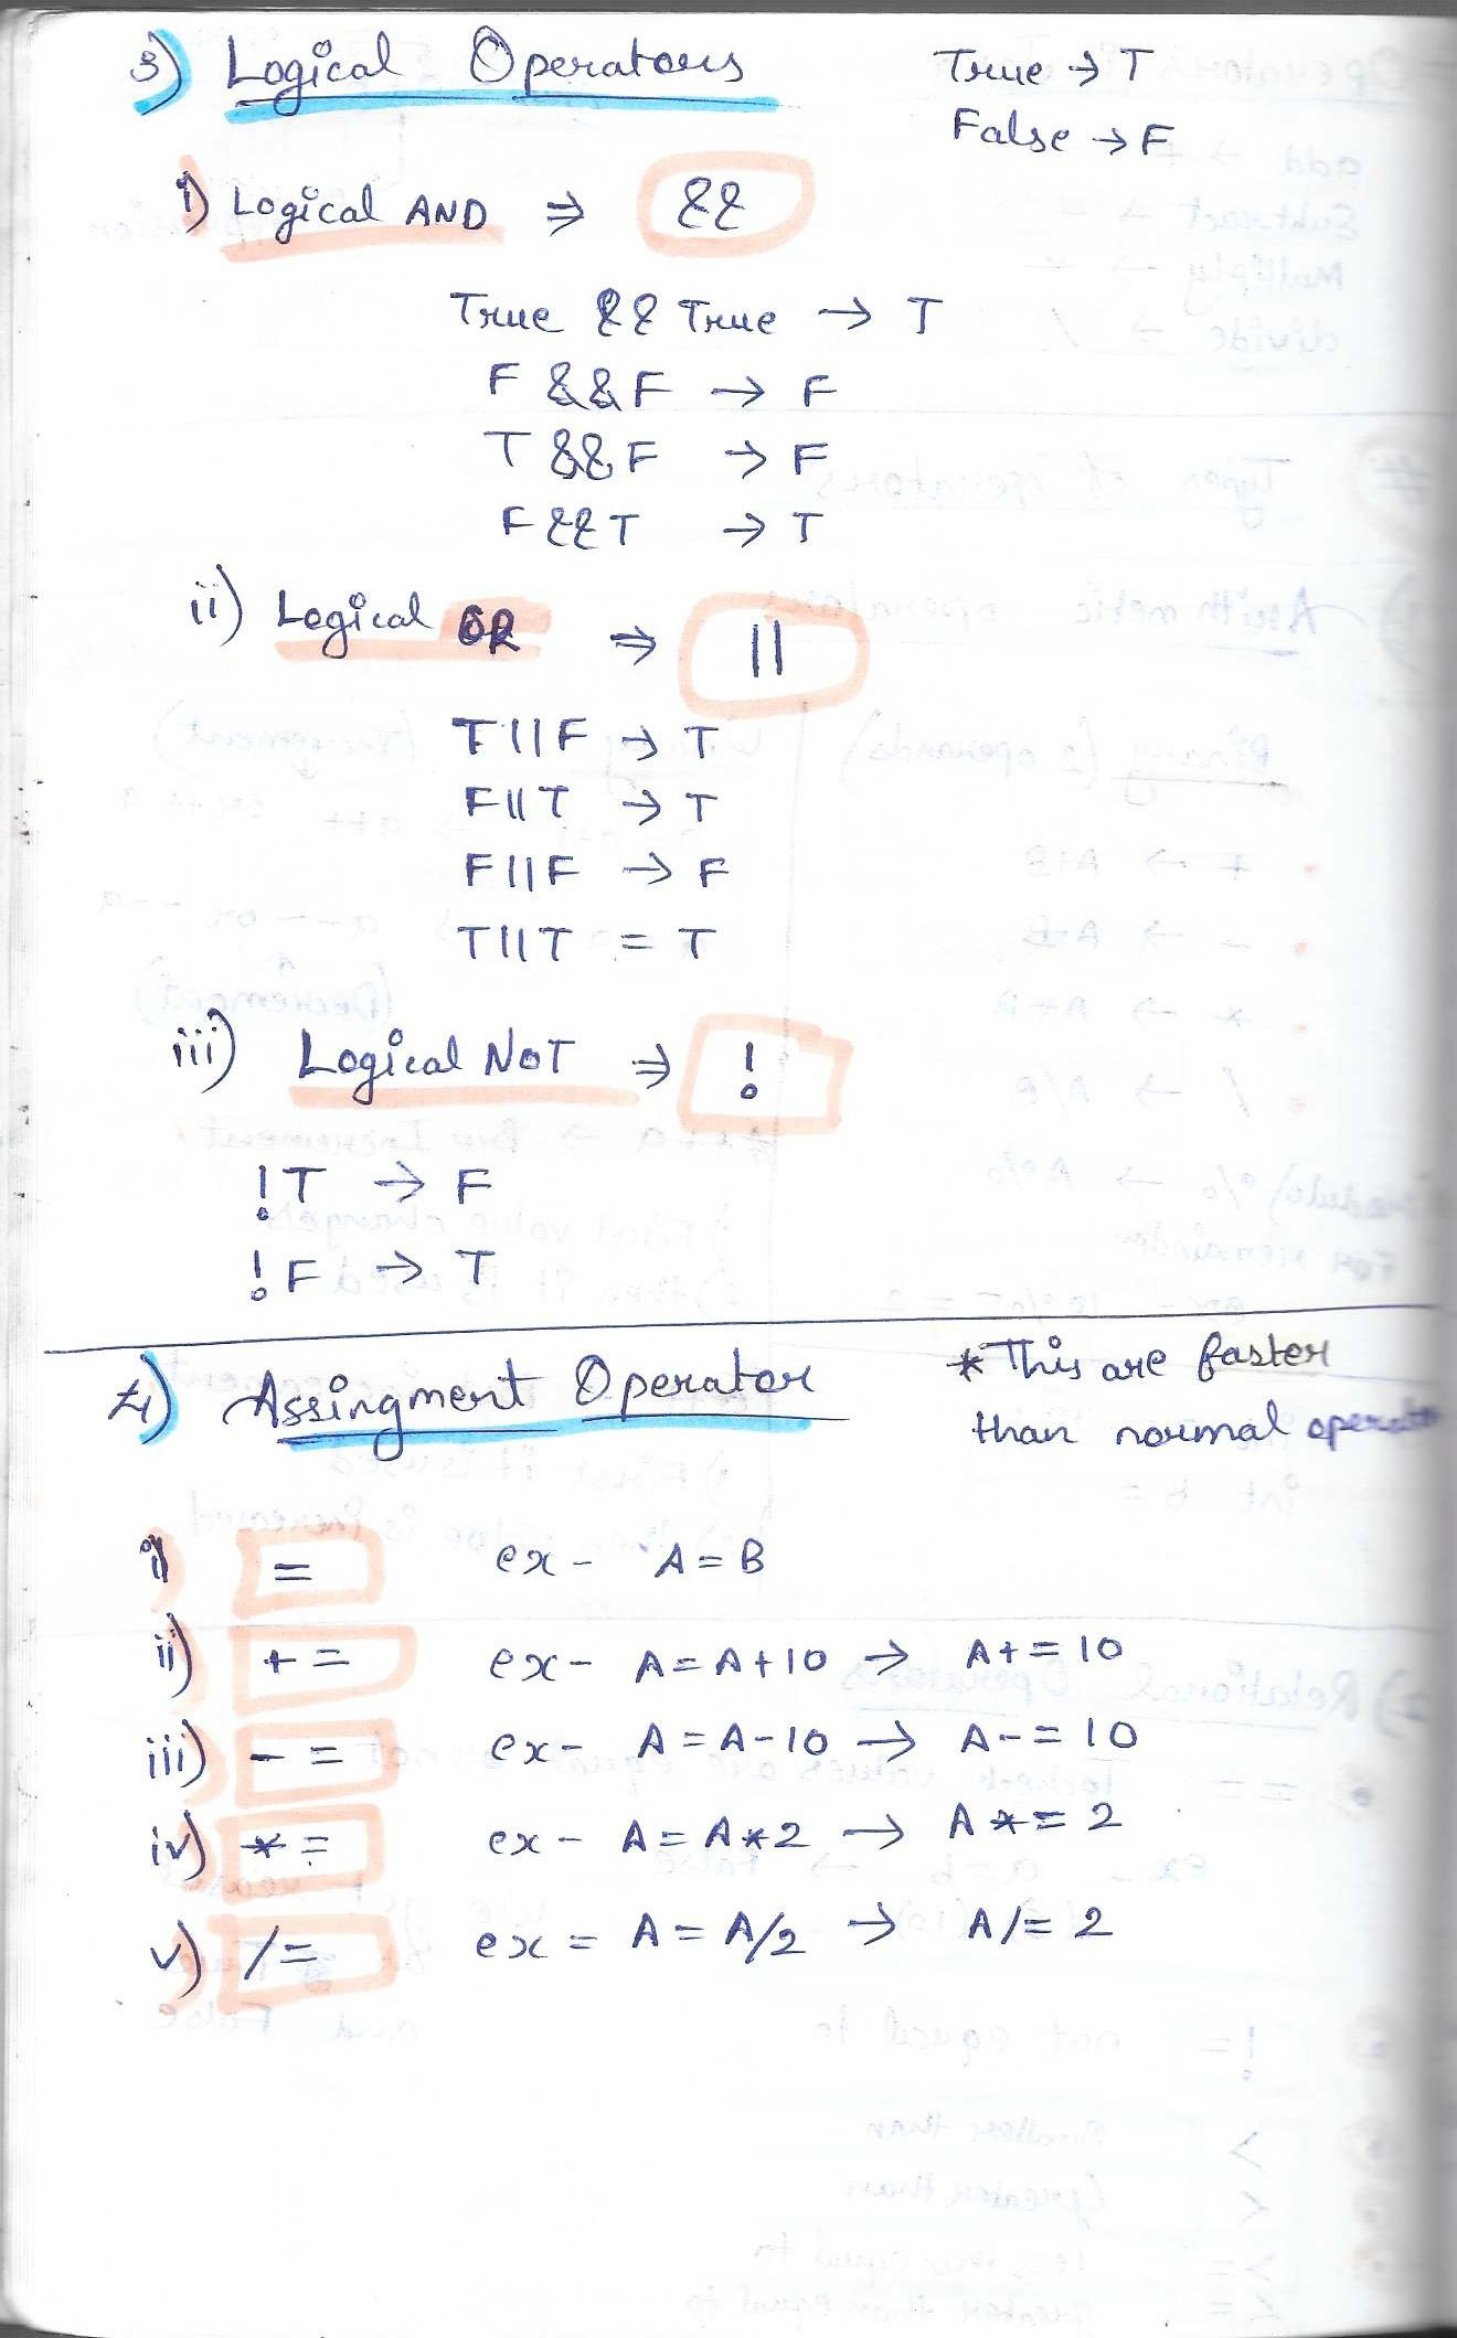 3) Logical Operators
True → T
False → F
i) Logical AND ⇒ &&
True && True → T
F && F → F
T && F → F
F && T → T
ii) Logical OR ⇒ ||
T || F → T
F || T → T
F || F → F
T || T = T
iii) Logical NOT ⇒ !
!T → F
!F → T
4) Assingment Operator
* This are faster
than normal
i) = ex - A = B
ii) += ex - A = A + 10 → A += 10
iii) -= ex - A = A - 10 → A -= 10
iv) *= ex - A = A * 2 → A *= 2
v) /= ex = A = A/2 → A /= 2